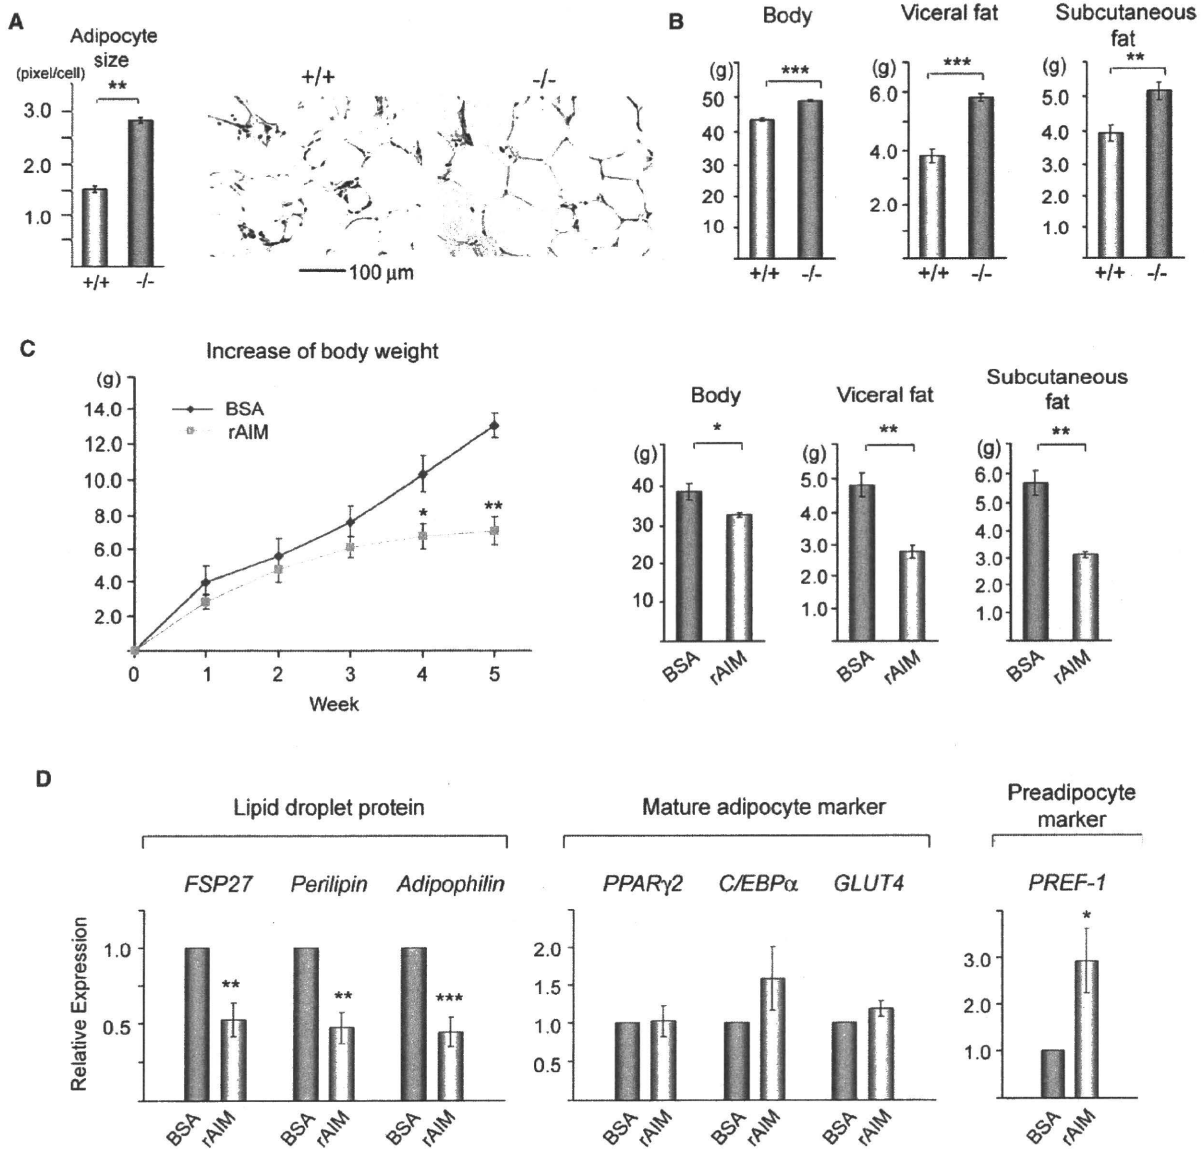 A
Adipocyte
size
(pixel/cell)
**
3.0
2.0
1.0
+/+
-/-
+/+
-/-
100 μm
B
Body
(g)
***
50
40
30
20
10
+/+
-/-
Viceral fat
(g)
***
6.0
4.0
2.0
+/+
-/-
Subcutaneous
fat
(g)
**
5.0
4.0
3.0
2.0
1.0
+/+
-/-
C
Increase of body weight
(g)
14.0
12.0
10.0
8.0
6.0
4.0
2.0
BSA
rAIM
*
**
0
1
2
3
4
5
Week
Body
*
(g)
40
30
20
10
BSA
rAIM
Viceral fat
**
(g)
5.0
4.0
3.0
2.0
1.0
BSA
rAIM
Subcutaneous
fat
**
(g)
6.0
5.0
4.0
3.0
2.0
1.0
BSA
rAIM
D
Lipid droplet protein
FSP27
Perilipin
Adipophilin
Relative Expression
1.0
0.5
**
**
***
BSA
rAIM
BSA
rAIM
BSA
rAIM
Mature adipocyte marker
PPARγ2
C/EBPα
GLUT4
2.0
1.5
1.0
0.5
BSA
rAIM
BSA
rAIM
BSA
rAIM
Preadipocyte
marker
PREF-1
*
3.0
2.0
1.0
BSA
rAIM